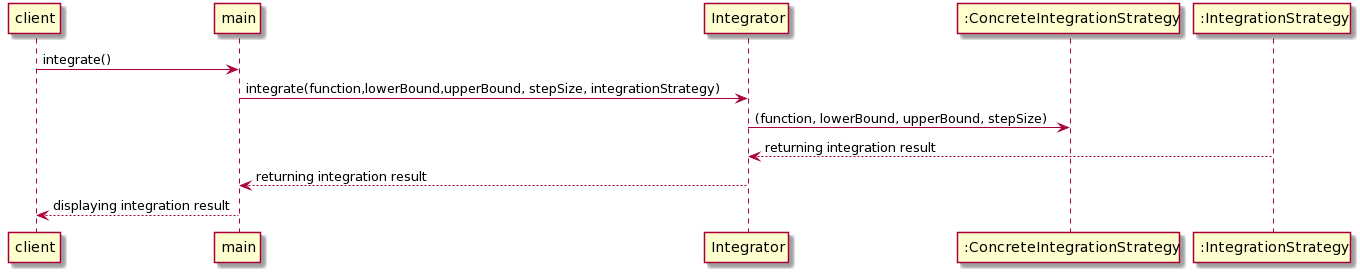 client
main
Integrator
:ConcreteIntegrationStrategy
:IntegrationStrategy
integrate()
integrate(function,lowerBound,upperBound, stepSize, integrationStrategy)
(function, lowerBound, upperBound, stepSize)
returning integration result
returning integration result
displaying integration result
client
main
Integrator
:ConcreteIntegrationStrategy
:IntegrationStrategy